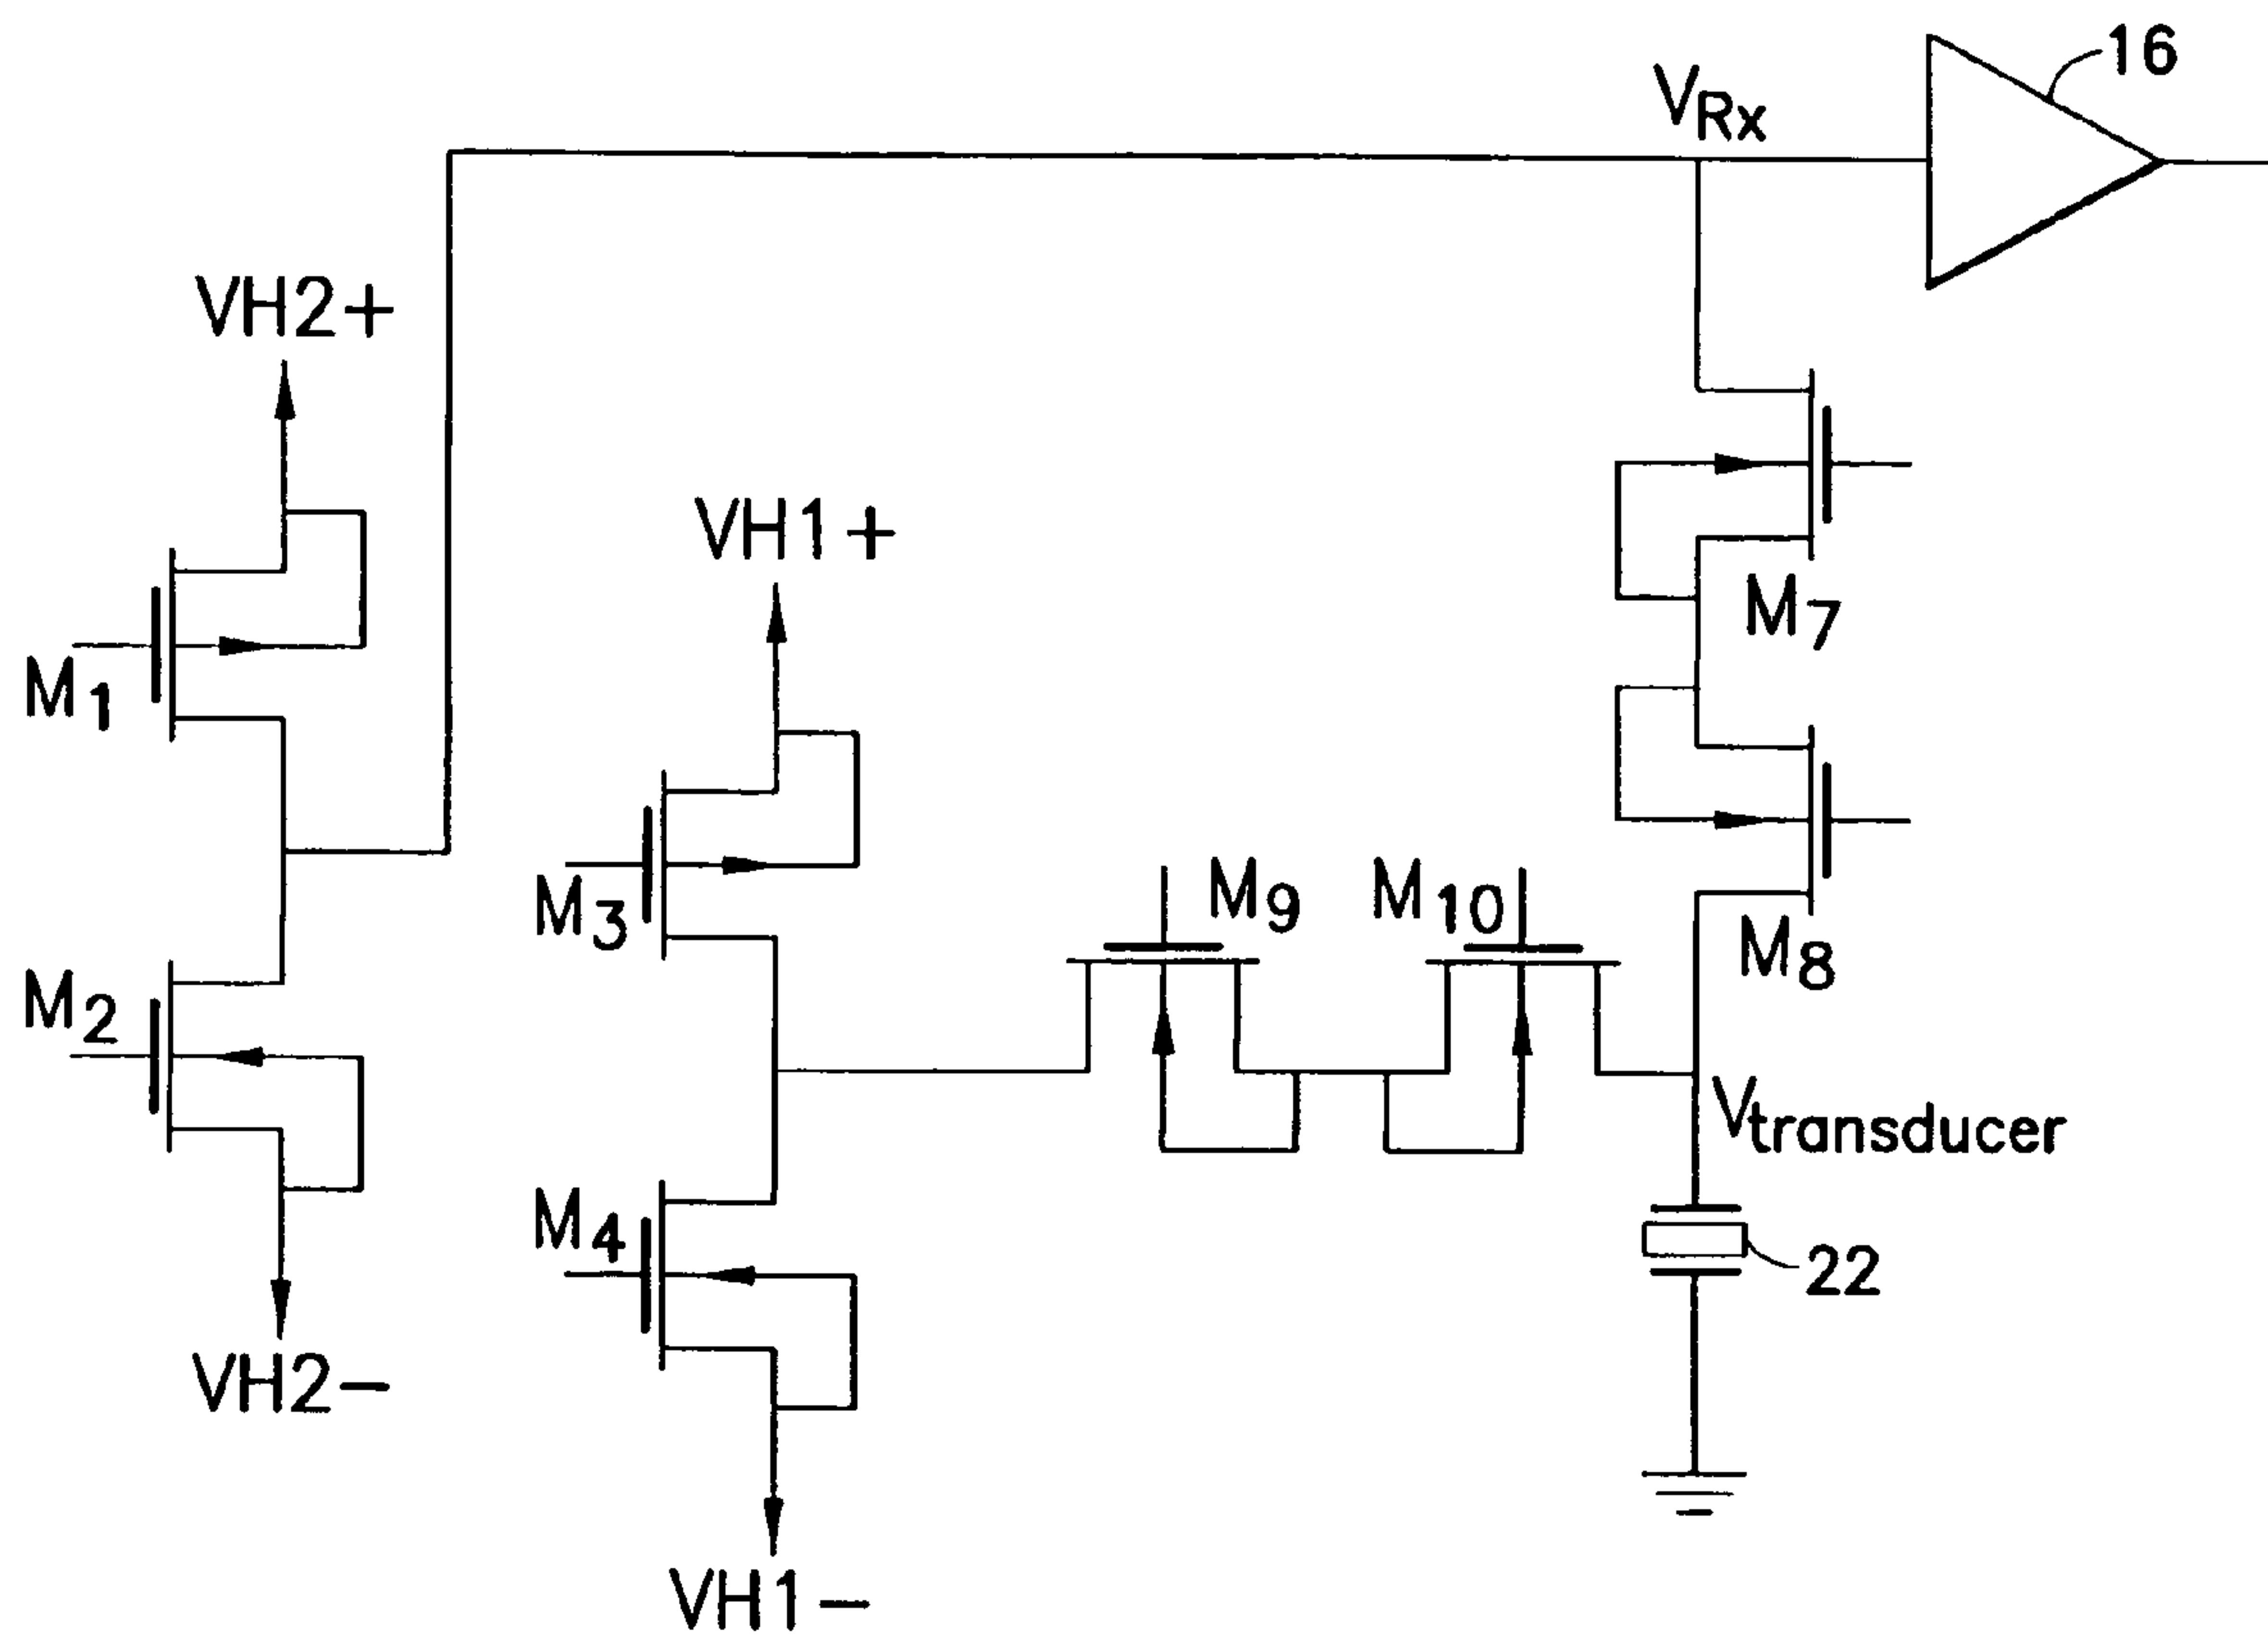 16
VRx
VH2+
VH1+
M7
M1
M9
M10
M3
M8
M2
Vtransducer
M4
22
VH2-
VH1-